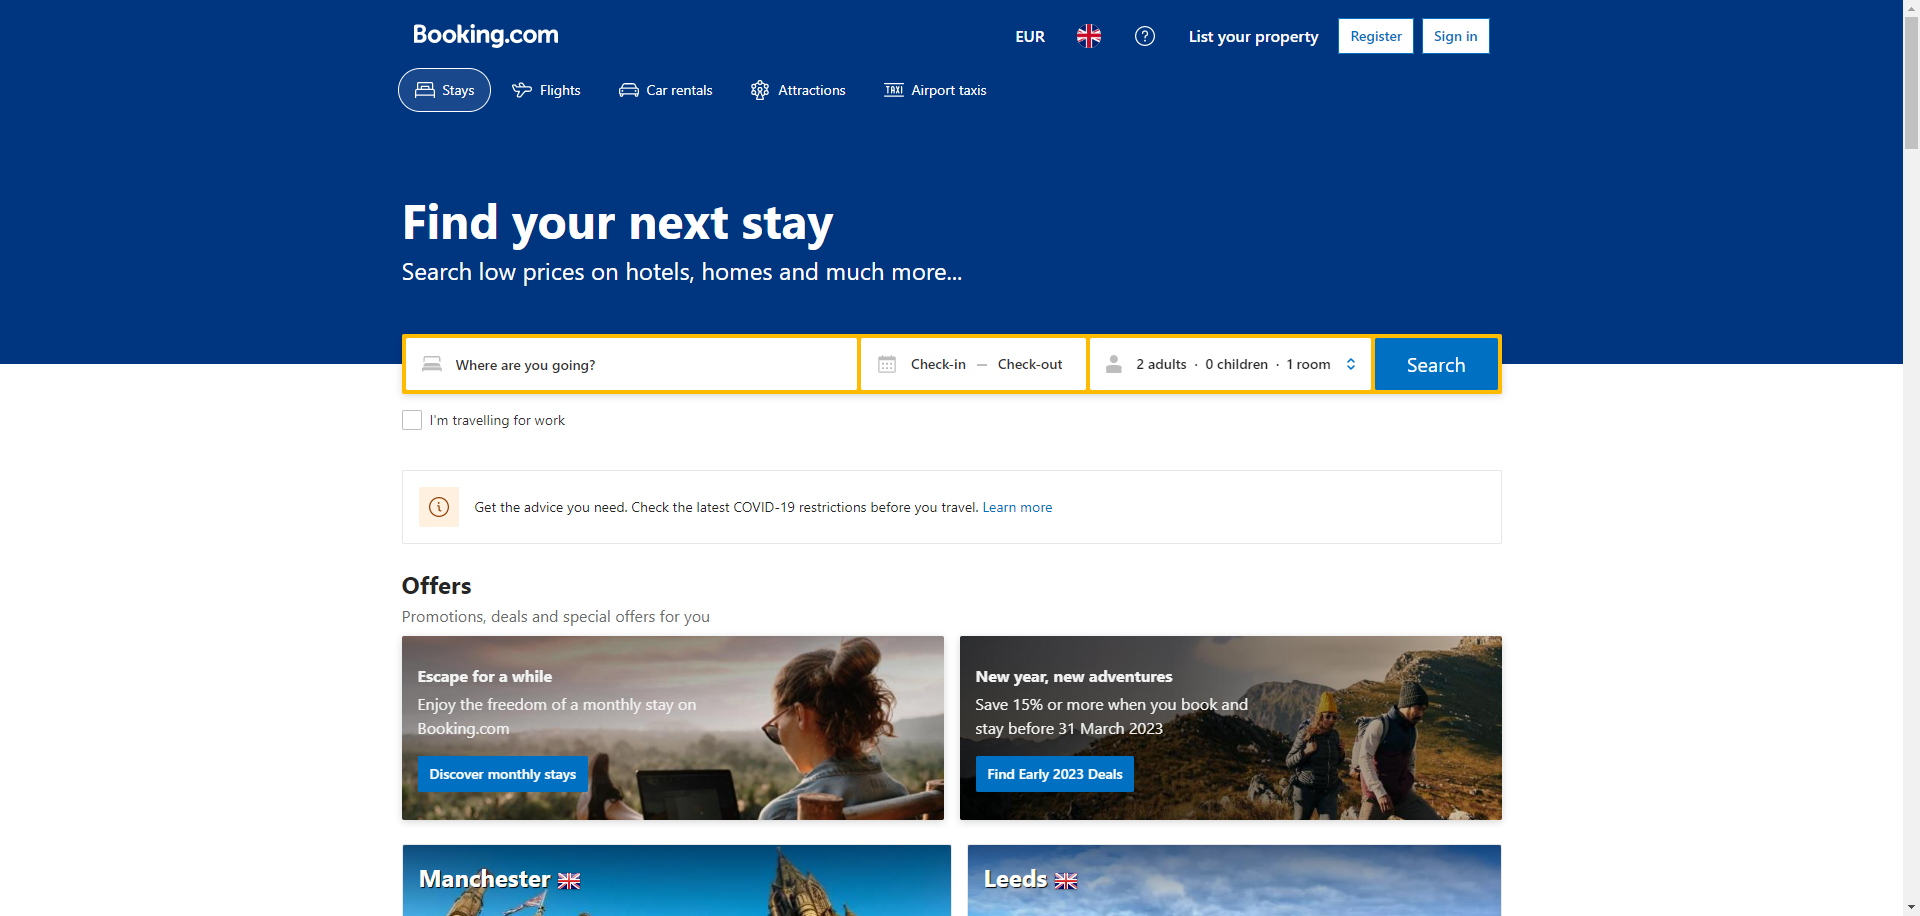 Booking.com
EUR
List your property
Register
Sign in
Stays
Flights
Car rentals
Attractions
TAXI
Airport taxis
Find your next stay
Search low prices on hotels, homes and much more...
Where are you going?
Check-in — Check-out
2 adults · 0 children · 1 room
Search
I'm travelling for work
Get the advice you need. Check the latest COVID-19 restrictions before you travel. Learn more
Offers
Promotions, deals and special offers for you
Escape for a while
Enjoy the freedom of a monthly stay on
Booking.com
Discover monthly stays
New year, new adventures
Save 15% or more when you book and
stay before 31 March 2023
Find Early 2023 Deals
Manchester
Leeds